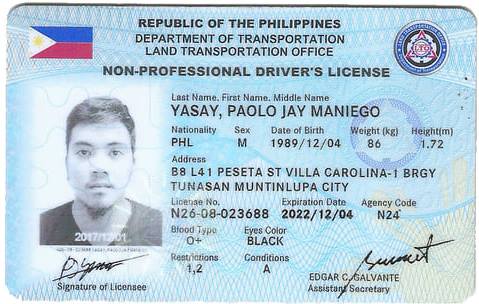 REPUBLIC OF THE PHILIPPINES
DEPARTMENT OF TRANSPORTATION
LAND TRANSPORTATION OFFICE
NON-PROFESSIONAL DRIVER'S LICENSE
Last Name, First Name, Middle Name
YASAY, PAOLO JAY MANIEGO
Nationality Sex Date of Birth Weight (kg) Height(m)
PHL M 1989/12/04 86 1.72
Address
B8 L41 PESETA ST VILLA CAROLINA-1 BRGY
TUNASAN MUNTINLUPA CITY
License No. Expiration Date Agency Code
N26-08-023688 2022/12/04 N24
Blood Type Eyes Color
O+ BLACK
Restrictions Conditions
1,2 A
2017/12/01
Signature of Licensee
EDGAR C. GALVANTE
Assistant Secretary